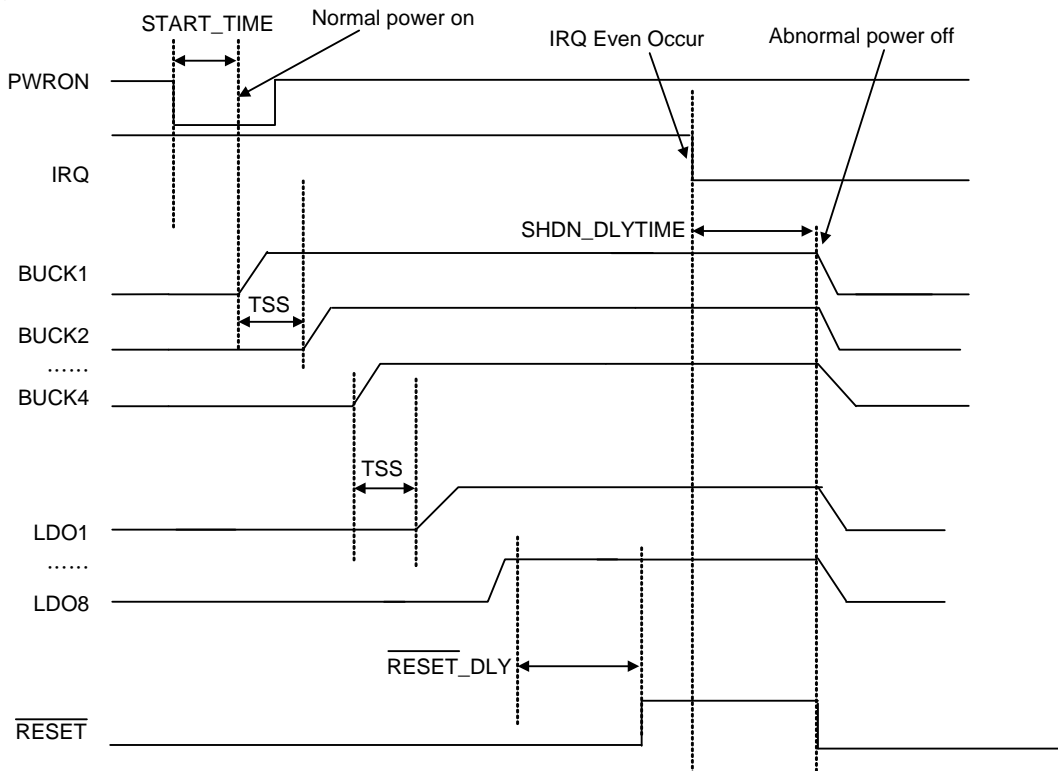 START_TIME
Normal power on
IRQ Even Occur
Abnormal power off
PWRON
IRQ
SHDN_DLYTIME
BUCK1
TSS
BUCK2
......
BUCK4
TSS
LDO1
......
LDO8
RESET_DLY
RESET